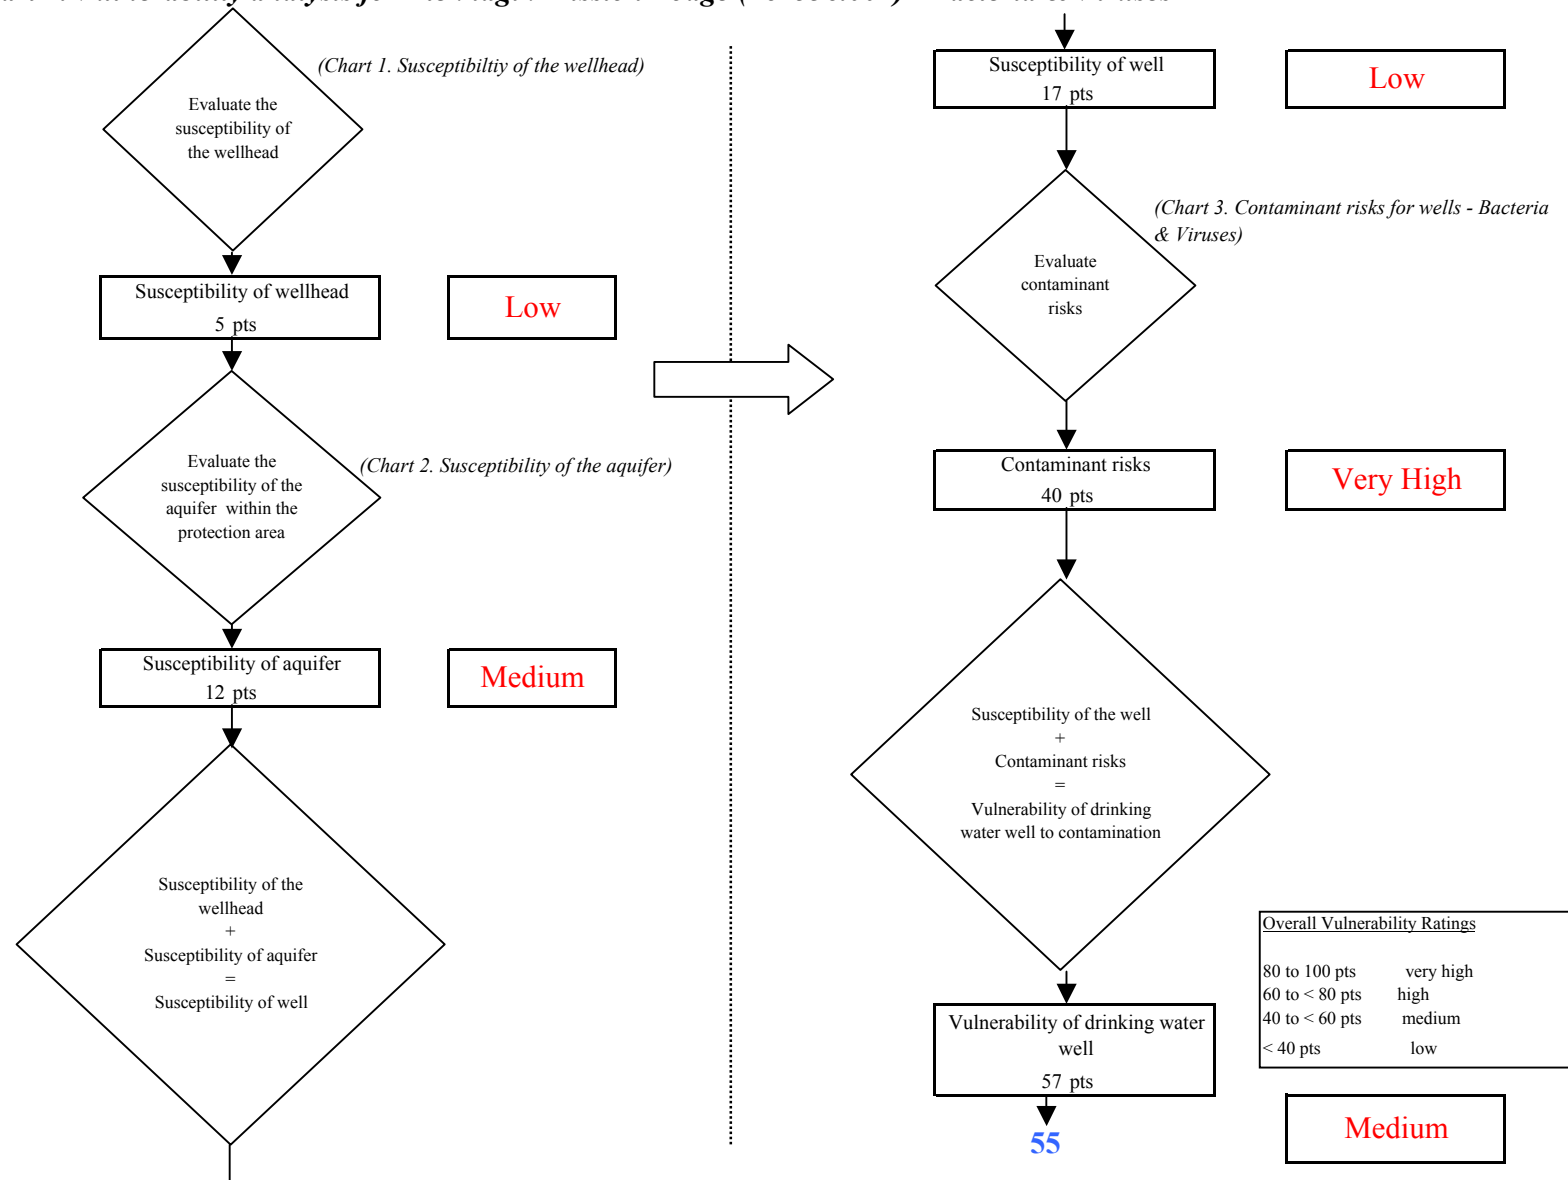 (Chart 1. Susceptibiltiy of the wellhead)
Evaluate the
susceptibility of
the wellhead
Susceptibility of wellhead
5 pts
Low
Evaluate the
susceptibility of the
aquifer within the
protection area
(Chart 2. Susceptibility of the aquifer)
Susceptibility of aquifer
12 pts
Medium
Susceptibility of the
wellhead
+
Susceptibility of aquifer
=
Susceptibility of well
Susceptibility of well
17 pts
Low
(Chart 3. Contaminant risks for wells - Bacteria
& Viruses)
Evaluate
contaminant
risks
Contaminant risks
40 pts
Very High
Susceptibility of the well
+
Contaminant risks
=
Vulnerability of drinking
water well to contamination
Overall Vulnerability Ratings
80 to 100 pts very high
60 to < 80 pts high
40 to < 60 pts medium
< 40 pts low
Vulnerability of drinking water
well
57 pts
55
Medium